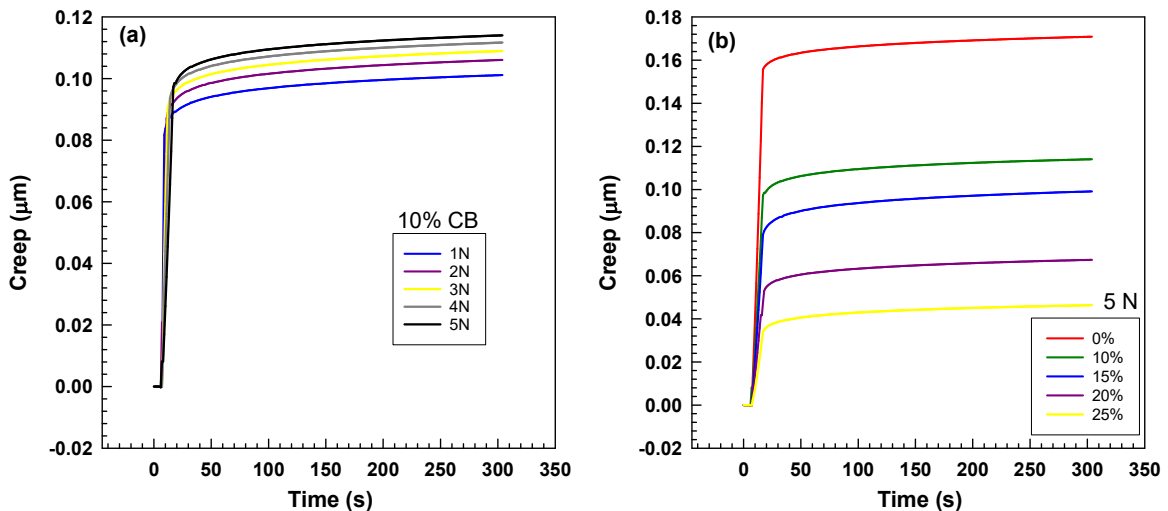 (a)
0.12
0.10
0.08
0.06
0.04
0.02
0.00
-0.02
Creep (μm)
0 50 100 150 200 250 300 350
Time (s)
10% CB
1N
2N
3N
4N
5N
(b)
0.18
0.16
0.14
0.12
0.10
0.08
0.06
0.04
0.02
0.00
-0.02
Creep (μm)
0 50 100 150 200 250 300 350
Time (s)
5 N
0%
10%
15%
20%
25%